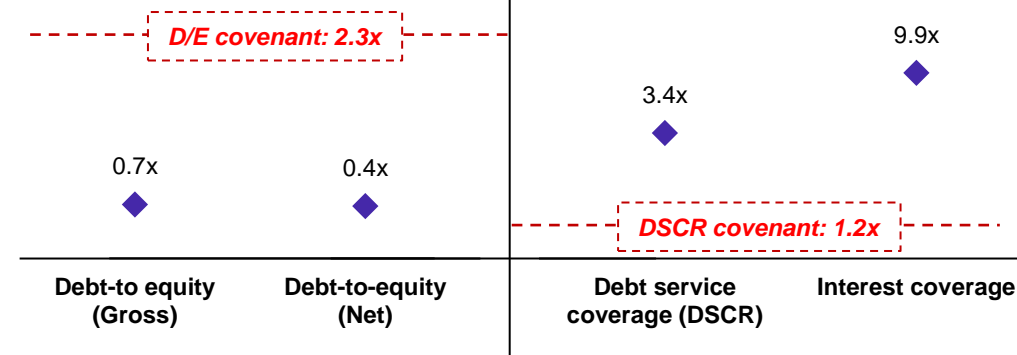 D/E covenant: 2.3x
0.7x
0.4x
Debt-to equity
(Gross)
Debt-to-equity
(Net)
9.9x
3.4x
DSCR covenant: 1.2x
Debt service
coverage (DSCR)
Interest coverage